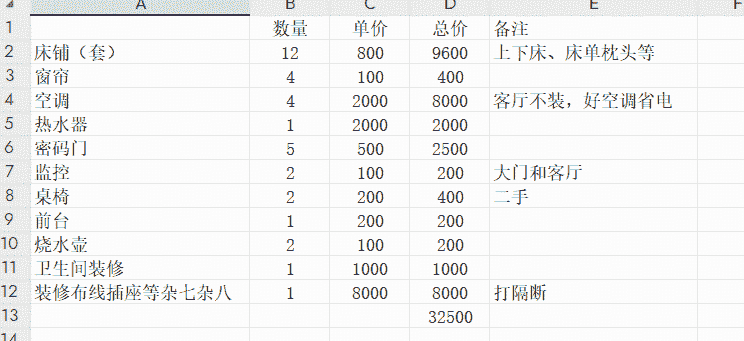 A B C D E F
1 数量 单价 总价 备注
2 床铺（套） 12 800 9600 上下床、床单枕头等
3 窗帘 4 100 400
4 空调 4 2000 8000 客厅不装，好空调省电
5 热水器 1 2000 2000
6 密码门 5 500 2500
7 监控 2 100 200 大门和客厅
8 桌椅 2 200 400 二手
9 前台 1 200 200
10 烧水壶 2 100 200
11 卫生间装修 1 1000 1000
12 装修布线插座等杂七杂八 1 8000 8000 打隔断
13 32500
14